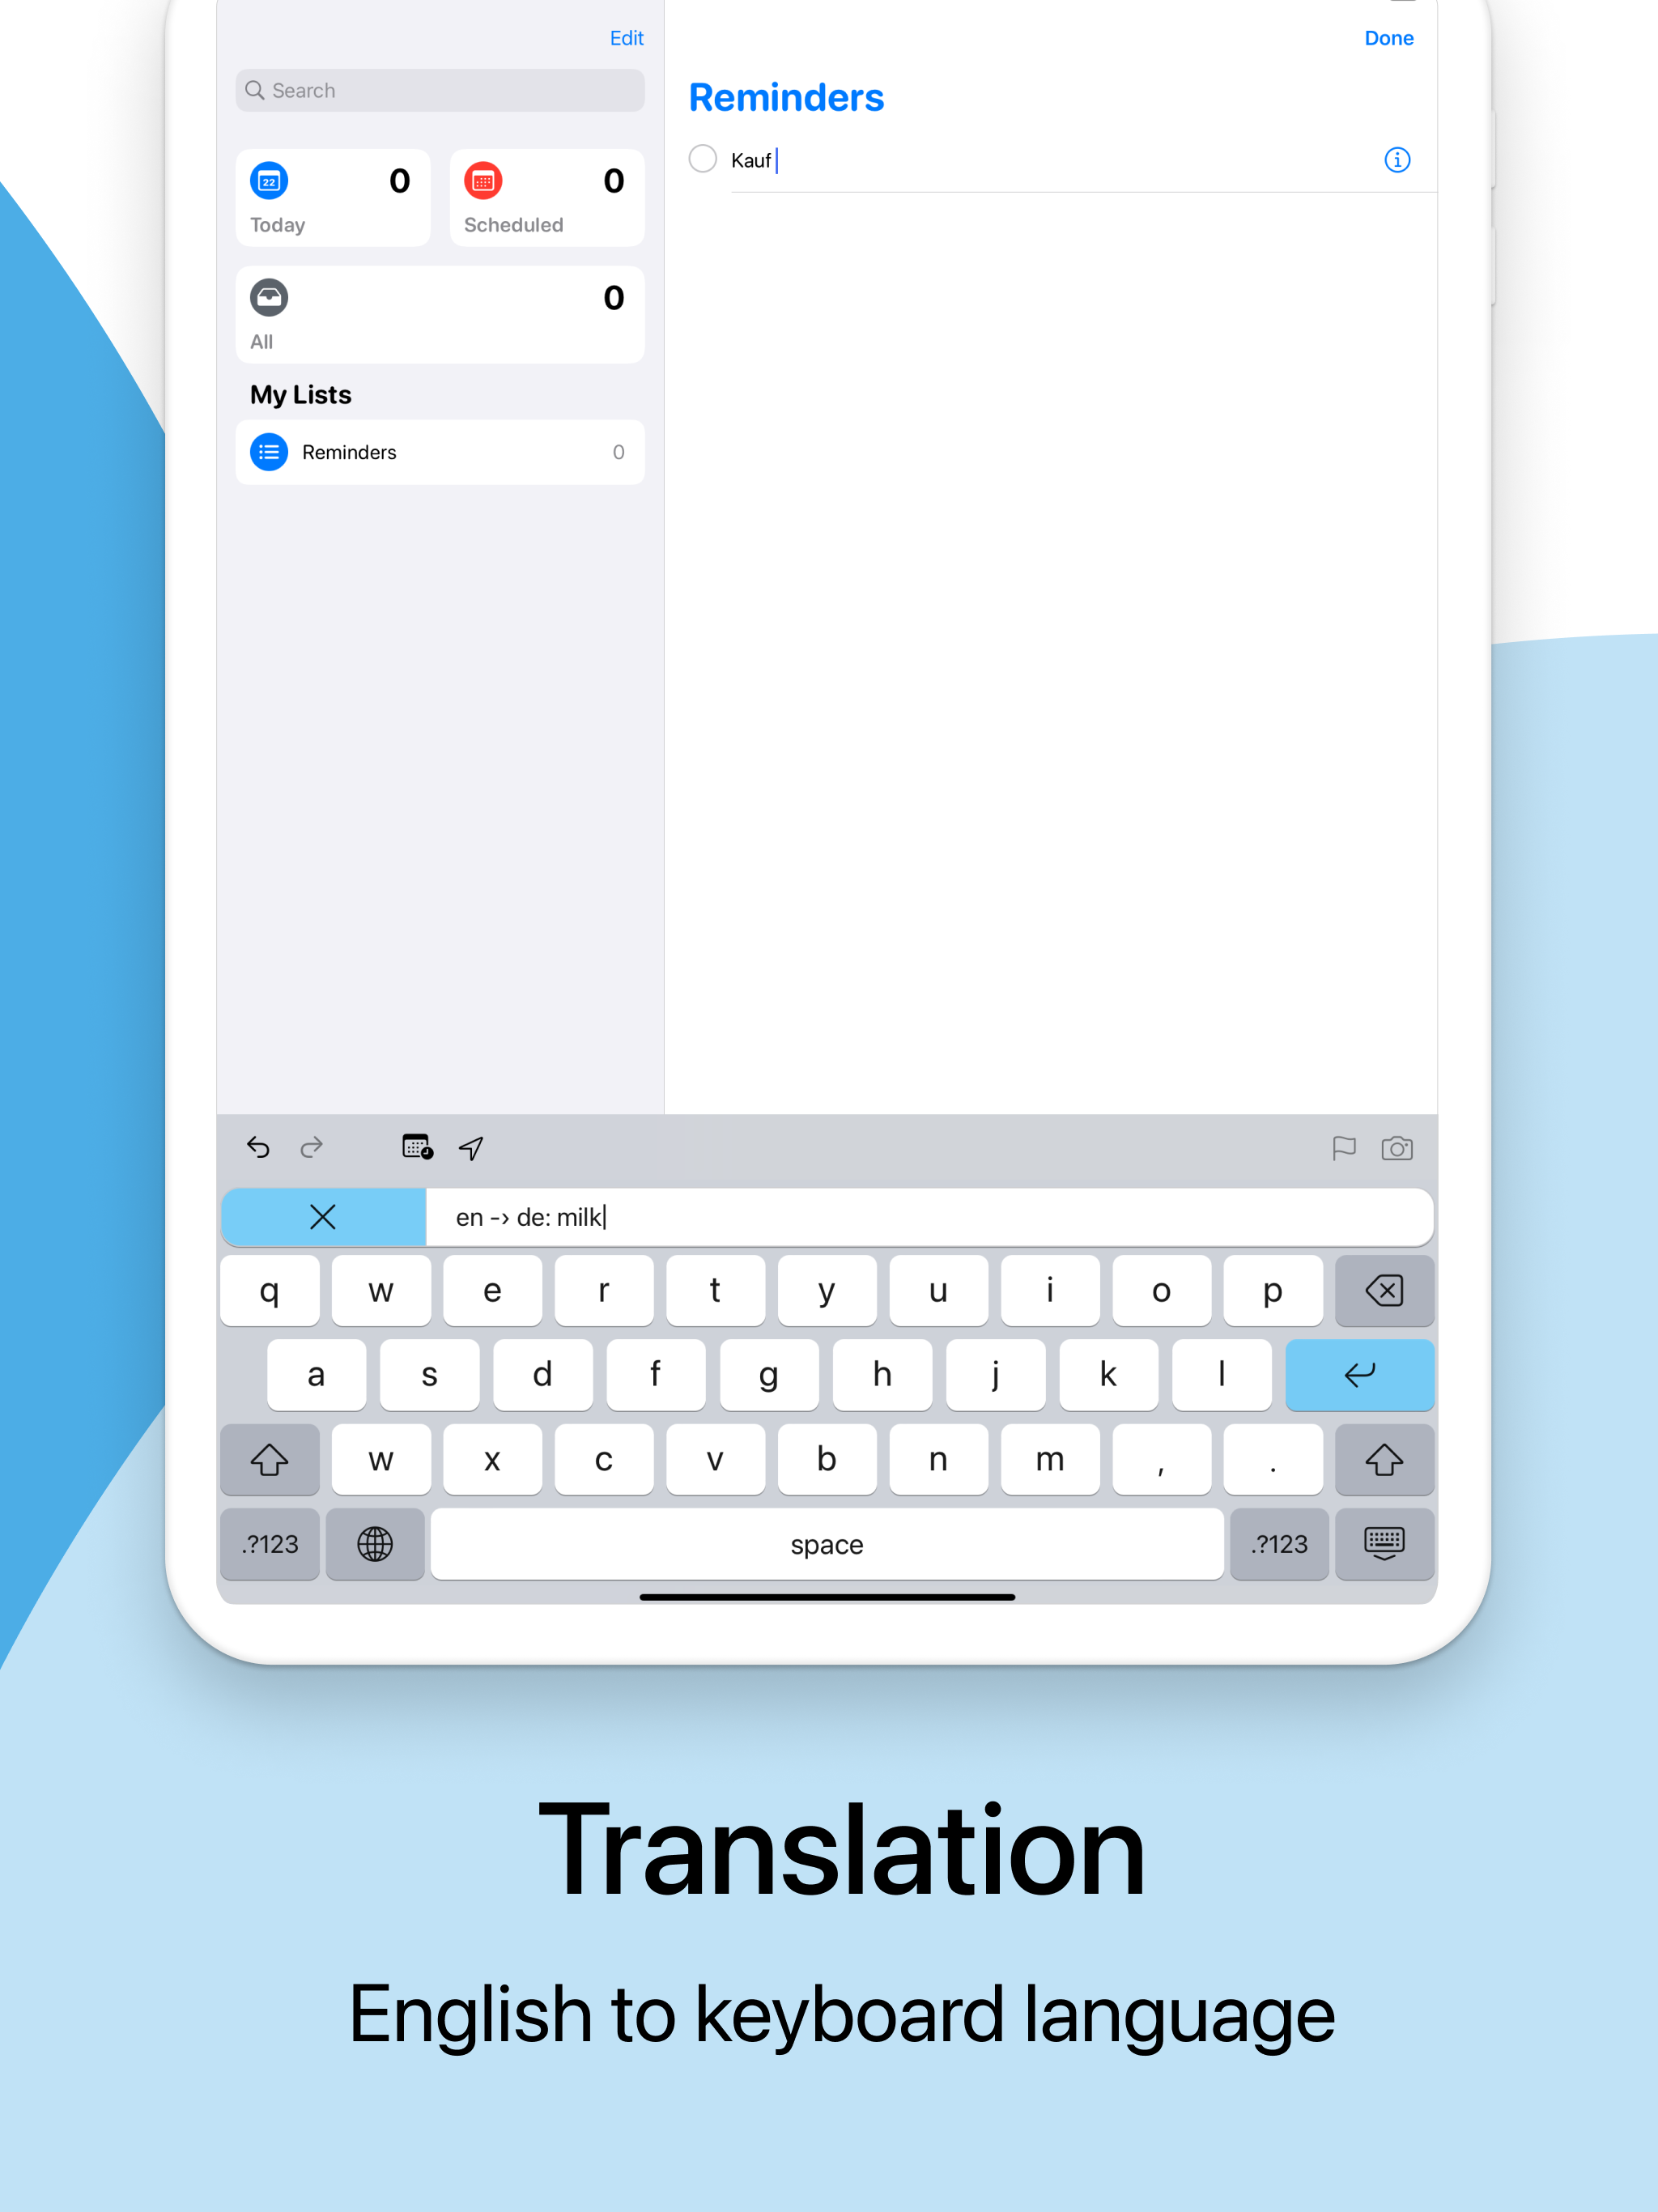 Edit
Done
Search
Reminders
Kauf
22
0
0
Today
Scheduled
0
All
My Lists
Reminders
0
en -> de: milk
q w e r t y u i o p
a s d f g h j k l
w x c v b n m , .
.?123
space
.?123
Translation
English to keyboard language